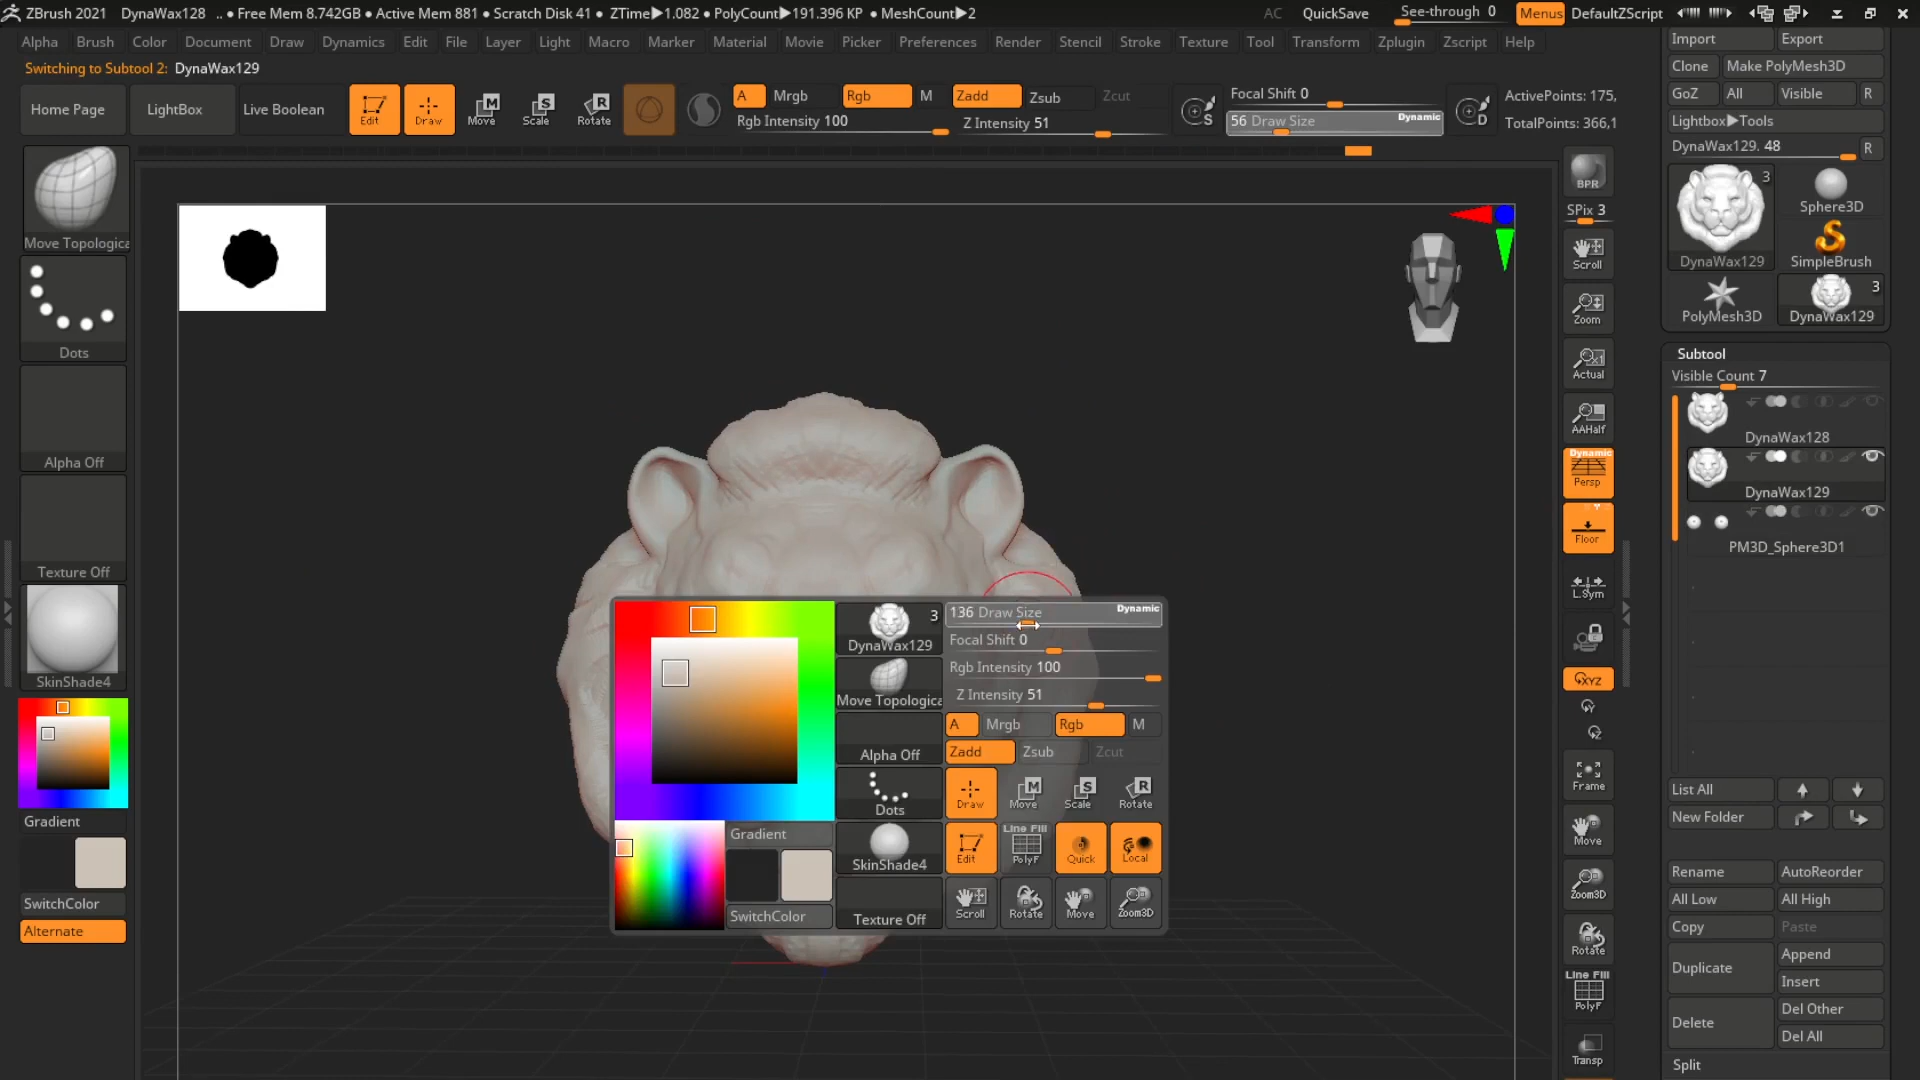 ZBrush 2021 DynaWax128 .. ● Free Mem 8.742GB ● Active Mem 881 ● Scratch Disk 41 ● ZTime▶1.082 ● PolyCount▶191.396 KP ● MeshCount▶2 AC QuickSave See-through 0 Menus DefaultZScript
Alpha Brush Color Document Draw Dynamics Edit File Layer Light Macro Marker Material Movie Picker Preferences Render Stencil Stroke Texture Tool Transform Zplugin Zscript Help
Switching to Subtool 2: DynaWax129
Home Page LightBox Live Boolean Edit Draw Move Scale Rotate
A Mrgb Rgb M Zadd Zsub Zcut
Rgb Intensity 100 Z Intensity 51
Focal Shift 0
56 Draw Size Dynamic
ActivePoints: 175,
TotalPoints: 366,1
Move Topologica
Dots
Alpha Off
Texture Off
SkinShade4
Gradient
SwitchColor
Alternate
DynaWax129 3
Move Topologica
Alpha Off
Dots
SkinShade4
Texture Off
Gradient
SwitchColor
136 Draw Size Dynamic
Focal Shift 0
Rgb Intensity 100
Z Intensity 51
A Mrgb Rgb M
Zadd Zsub Zcut
Draw Move Scale Rotate
Edit Line Fill PolyF Quick Local
Scroll Rotate Move Zoom3D
BPR
SPix 3
Scroll
Zoom
Actual
AAHalf
Dynamic
Persp
Floor
L.Sym
XYZ
Frame
Move
Zoom3D
Rotate
Line Fill
PolyF
Transp
Import Export
Clone Make PolyMesh3D
GoZ All Visible R
Lightbox▶Tools
DynaWax129. 48 R
3
DynaWax129
Sphere3D
SimpleBrush
PolyMesh3D
3
DynaWax129
Subtool
Visible Count 7
DynaWax128
DynaWax129
PM3D_Sphere3D1
List All
New Folder
Rename AutoReorder
All Low All High
Copy Paste
Duplicate Append
Insert
Delete Del Other
Del All
Split